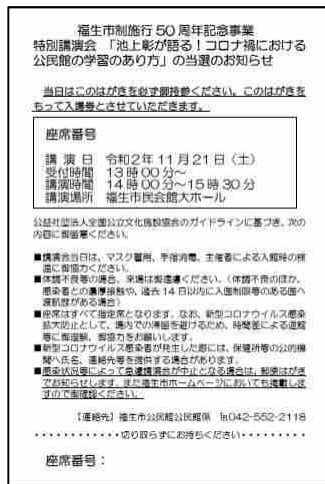 福生市制施行50周年記念事業
特別講演会 「池上彰が語る!コロナ禍における
公民館の学習のあり方」の当選のお知らせ
当日はこのはがきを必ず御持参ください。このはがきを
もって入場券とさせていただきます。
座席番号
講 演 日 令和2年11月21日(土)
受付時間 13時00分~
講演時間 14時00分~15時30分
講演場所 福生市民会館大ホール
公益社団法人全国公立文化施設協会のガイドラインに基づき、次の
内容に御留意ください。
■講演会当日は、マスク着用、手指消毒、主催者による入館時の検
温に御協力ください。
■体調不良等の場合、来場は御遠慮ください。(体調不良のほか、
感染者との濃厚接触や、過去14日以内に入国制限等のある国へ
渡航歴がある場合)
■座席はすべて指定席となります。なお、新型コロナウイルス感染
拡大防止として、場内での滞留を避けるため、時間差による退館
等に御理解、御協力をお願いします。
■新型コロナウイルス感染者が発生した際には、保健所等の公的機
関へ氏名、連絡先等を提供する場合があります。
■感染状況等によって急遽講演会が中止となる場合は、郵便はがき
でお知らせします。また福生市ホームページにおいても掲載しま
すので御確認ください。
【連絡先】福生市公民館公民館係 ℡042-552-2118
・・・・・・・・・・・・切り取らずにお持ちください・・・・・・・・・
座席番号: